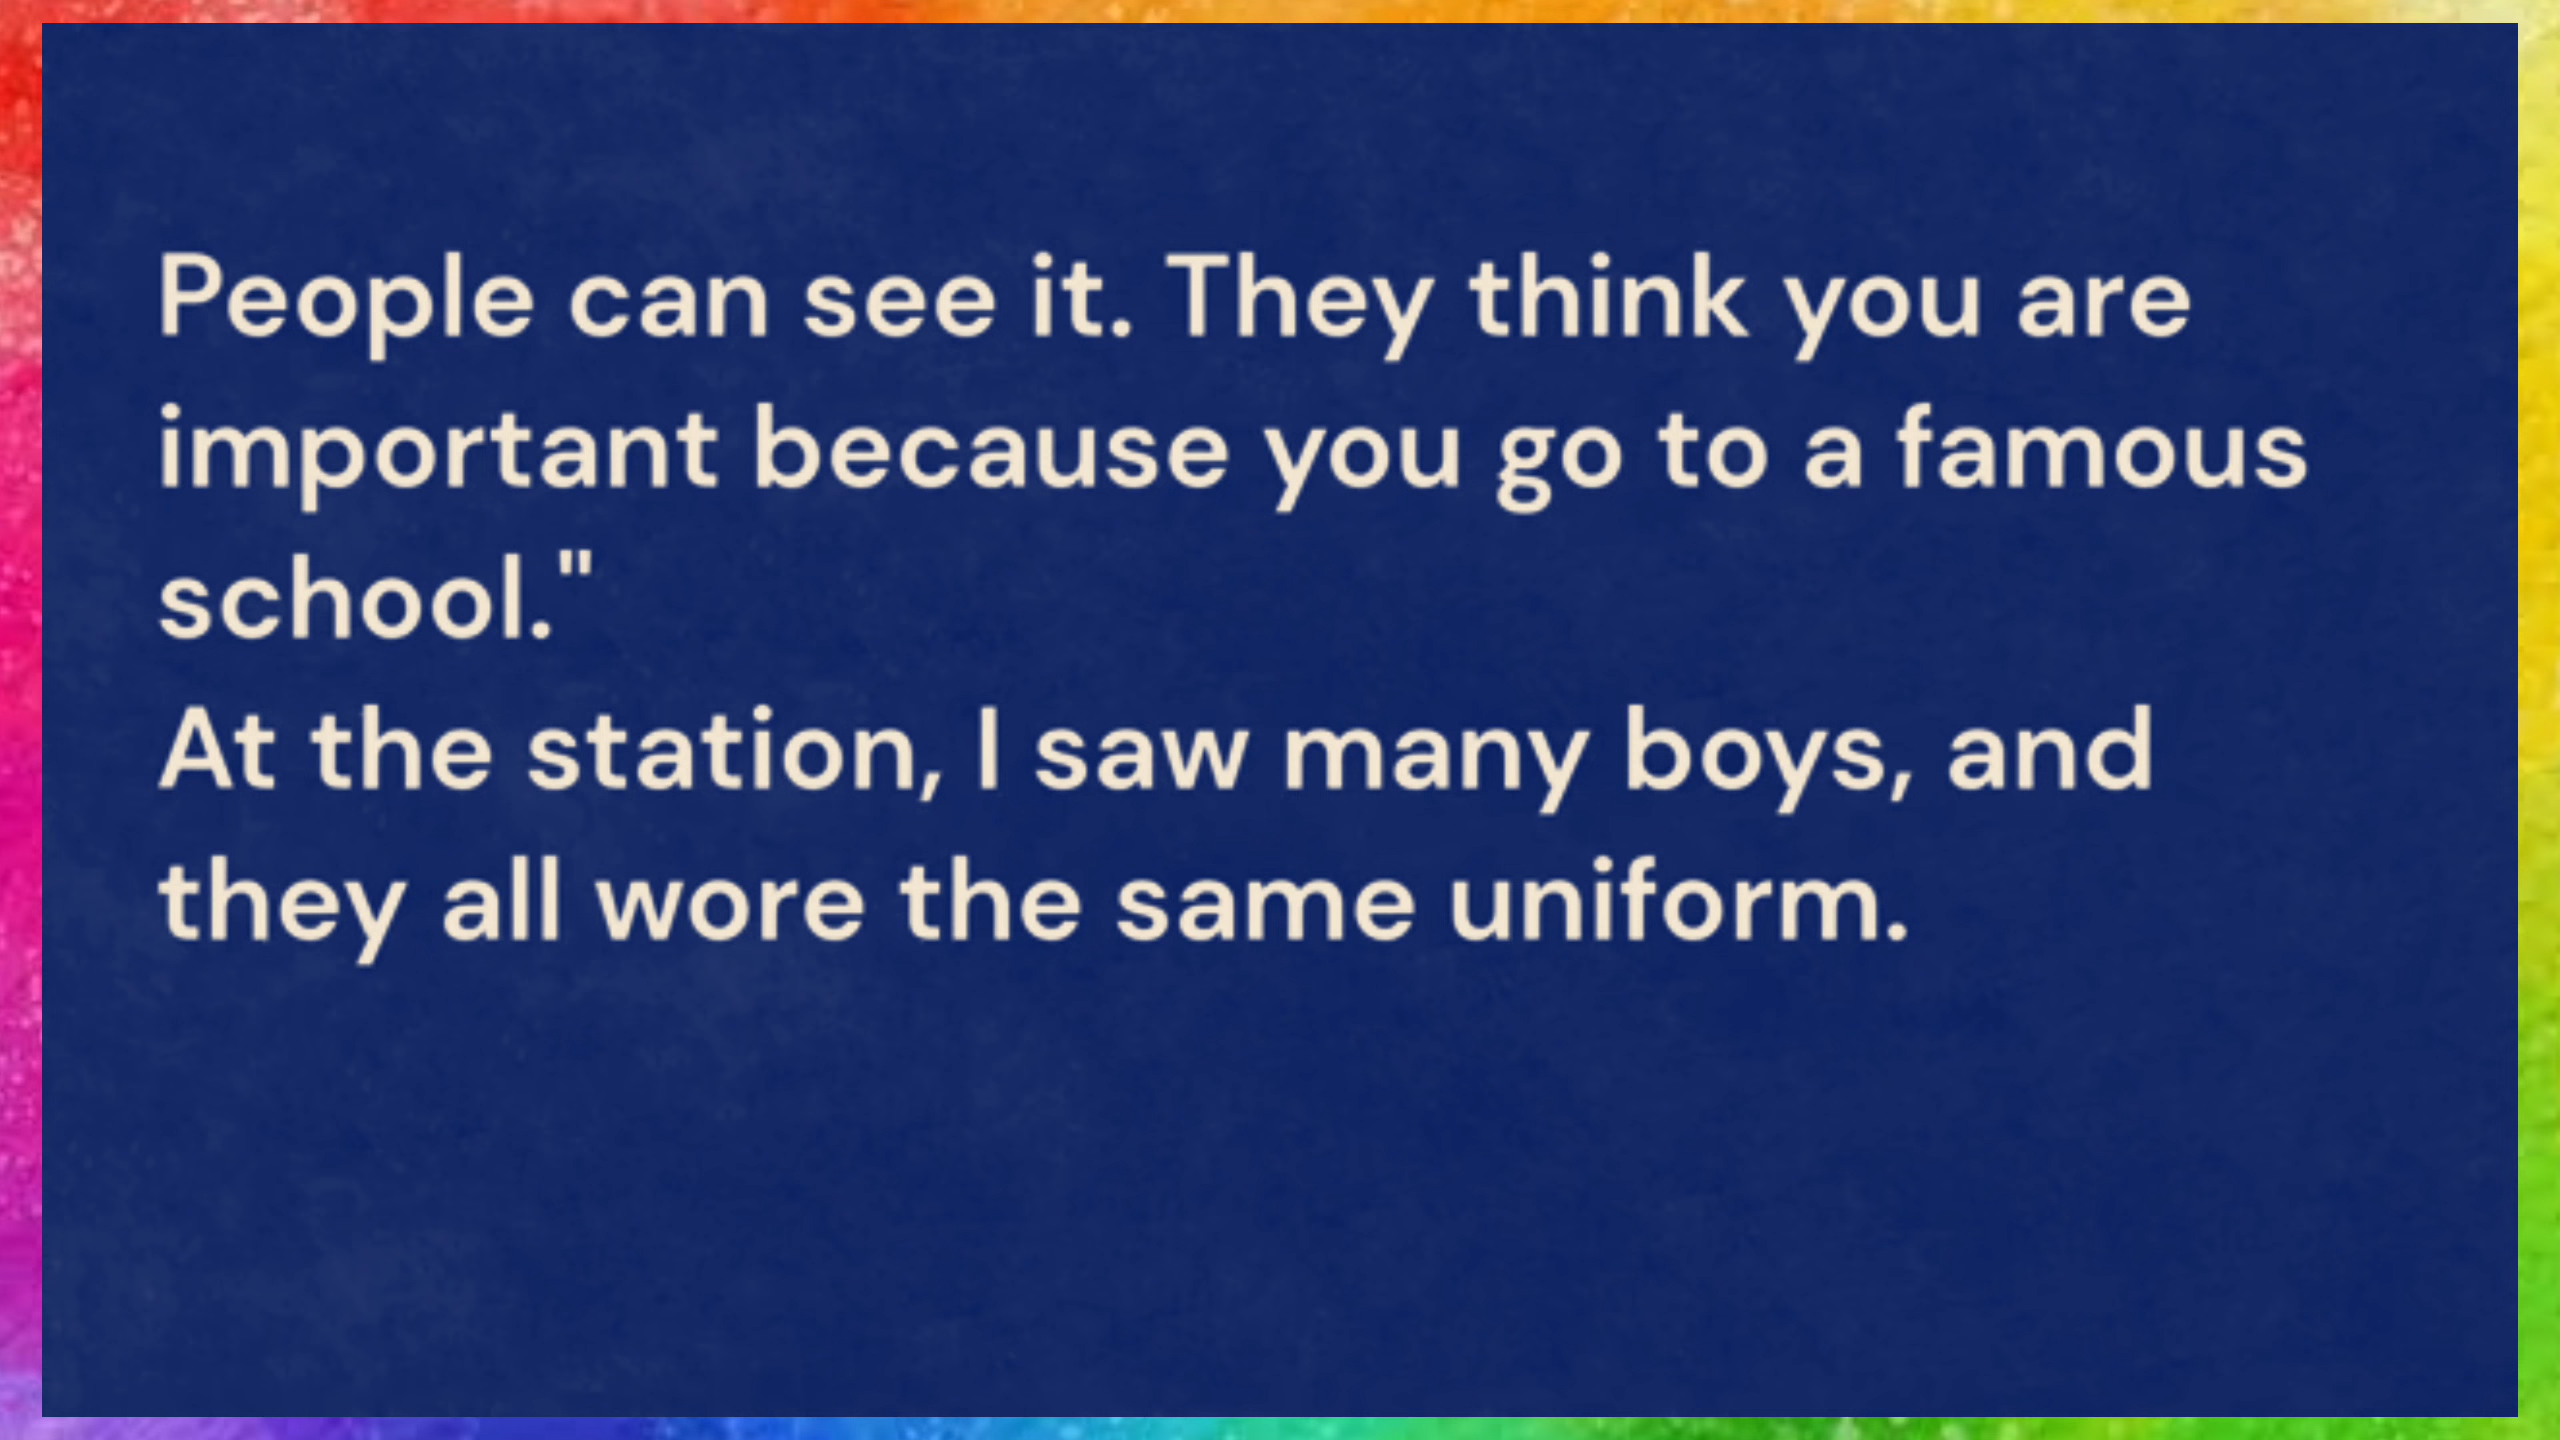 People can see it. They think you are
important because you go to a famous
school."
At the station, I saw many boys, and
they all wore the same uniform.